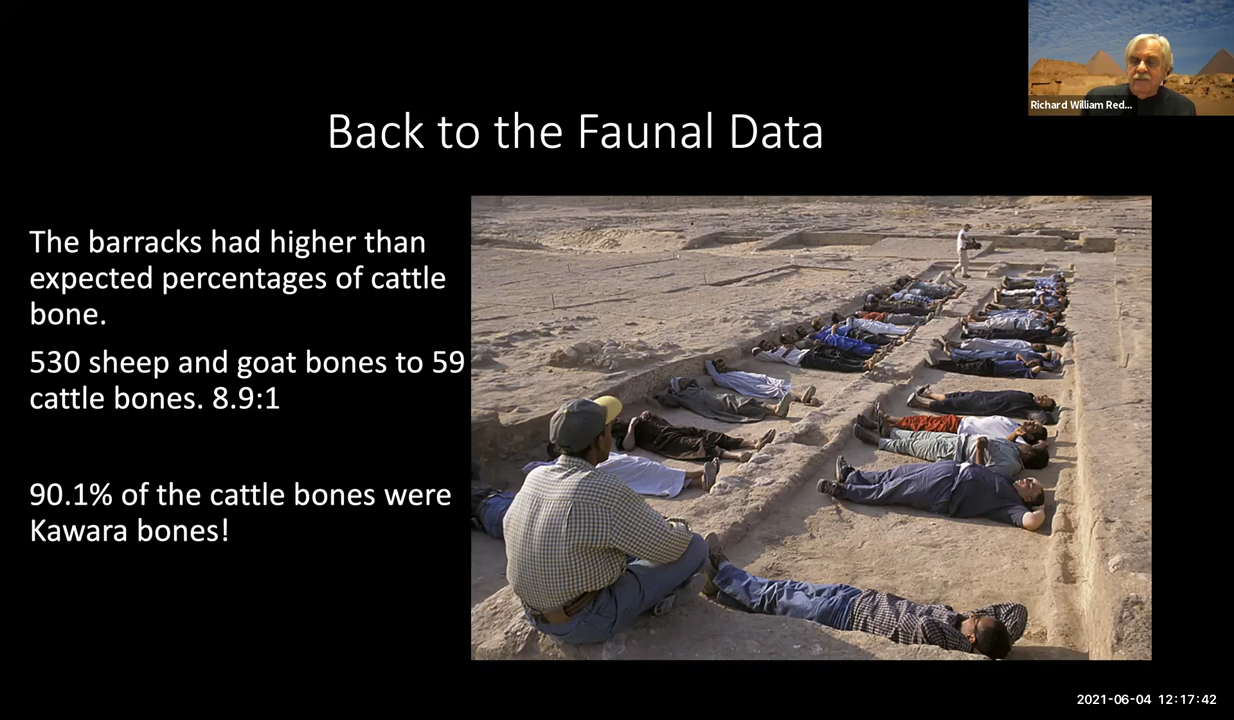 Richard William Red...
Back to the Faunal Data
The barracks had higher than
expected percentages of cattle
bone.
530 sheep and goat bones to 59
cattle bones. 8.9:1
90.1% of the cattle bones were
Kawara bones!
2021-06-04 12:17:42